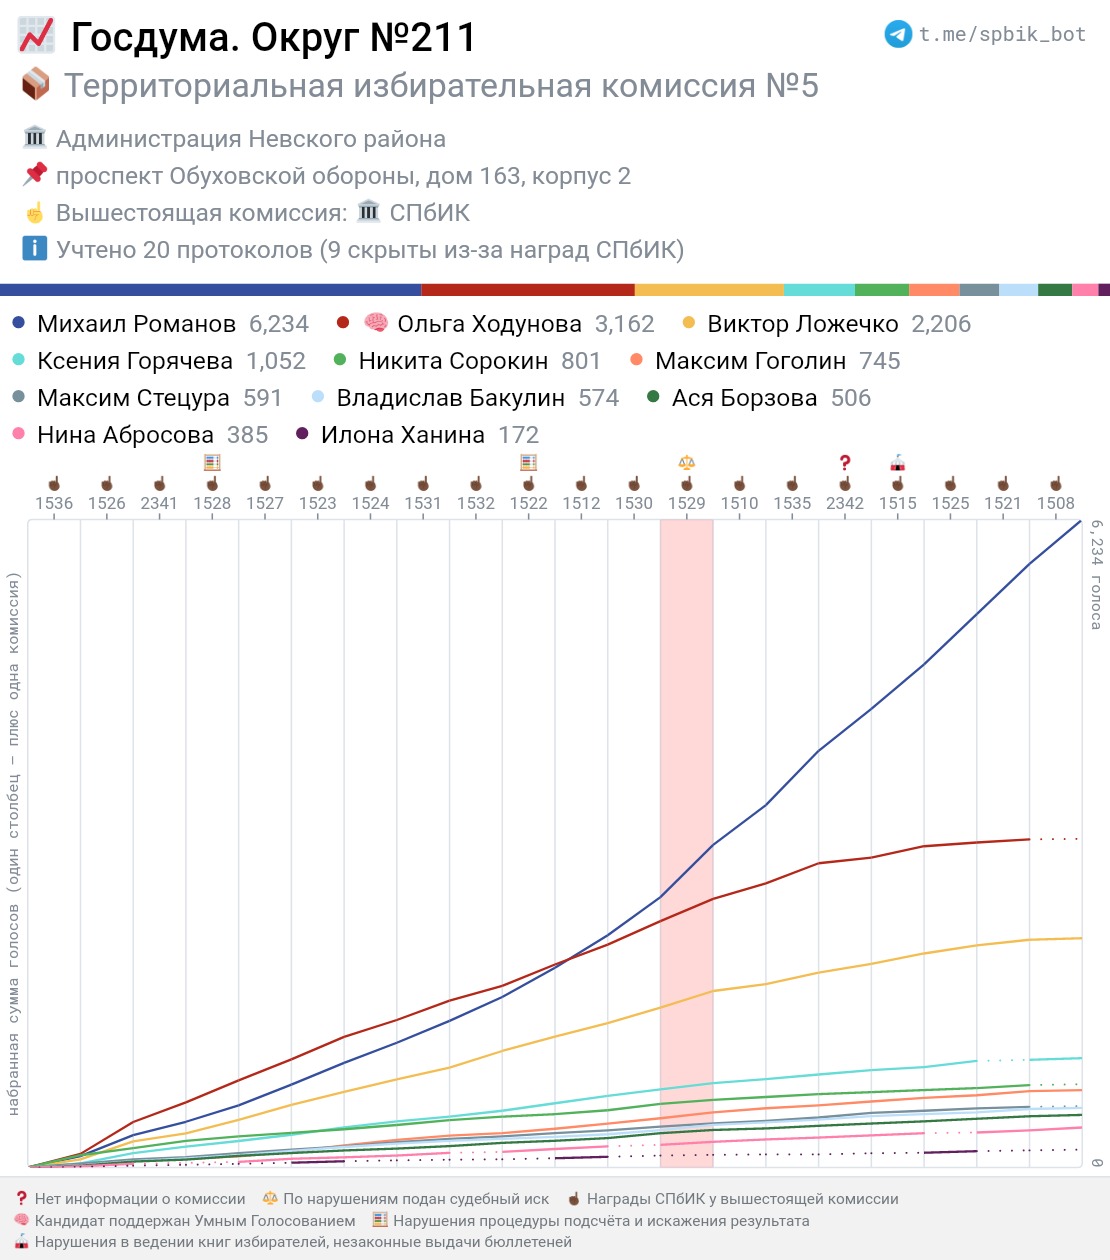 Госдума. Округ №211
t.me/spbik_bot
Территориальная избирательная комиссия №5
Администрация Невского района
проспект Обуховской обороны, дом 163, корпус 2
Вышестоящая комиссия: СПбИК
Учтено 20 протоколов (9 скрыты из-за наград СПбИК)
Михаил Романов 6,234 Ольга Ходунова 3,162 Виктор Ложечко 2,206
Ксения Горячева 1,052 Никита Сорокин 801 Максим Гоголин 745
Максим Стецура 591 Владислав Бакулин 574 Ася Борзова 506
Нина Абросова 385 Илона Ханина 172
1536 1526 2341 1528 1527 1523 1524 1531 1532 1522 1512 1530 1529 1510 1535 2342 1515 1525 1521 1508
набранная сумма голосов (один столбец — плюс одна комиссия)
6,234 голоса
0
Нет информации о комиссии По нарушениям подан судебный иск Награды СПбИК у вышестоящей комиссии
Кандидат поддержан Умным Голосованием Нарушения процедуры подсчёта и искажения результата
Нарушения в ведении книг избирателей, незаконные выдачи бюллетеней